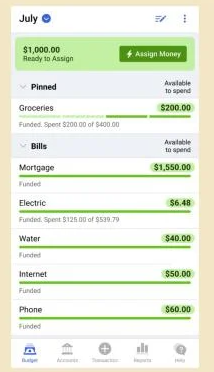 July
$1,000.00
Ready to Assign
Assign Money
Pinned
Available
to spend
Groceries
$200.00
Funded. Spent $200.00 of $400.00
Bills
Available
to spend
Mortgage
$1,550.00
Funded
Electric
$6.48
Funded. Spent $125.00 of $539.79
Water
$40.00
Funded
Internet
$50.00
Funded
Phone
$60.00
Funded
Budget
Accounts
Transaction
Reports
Help